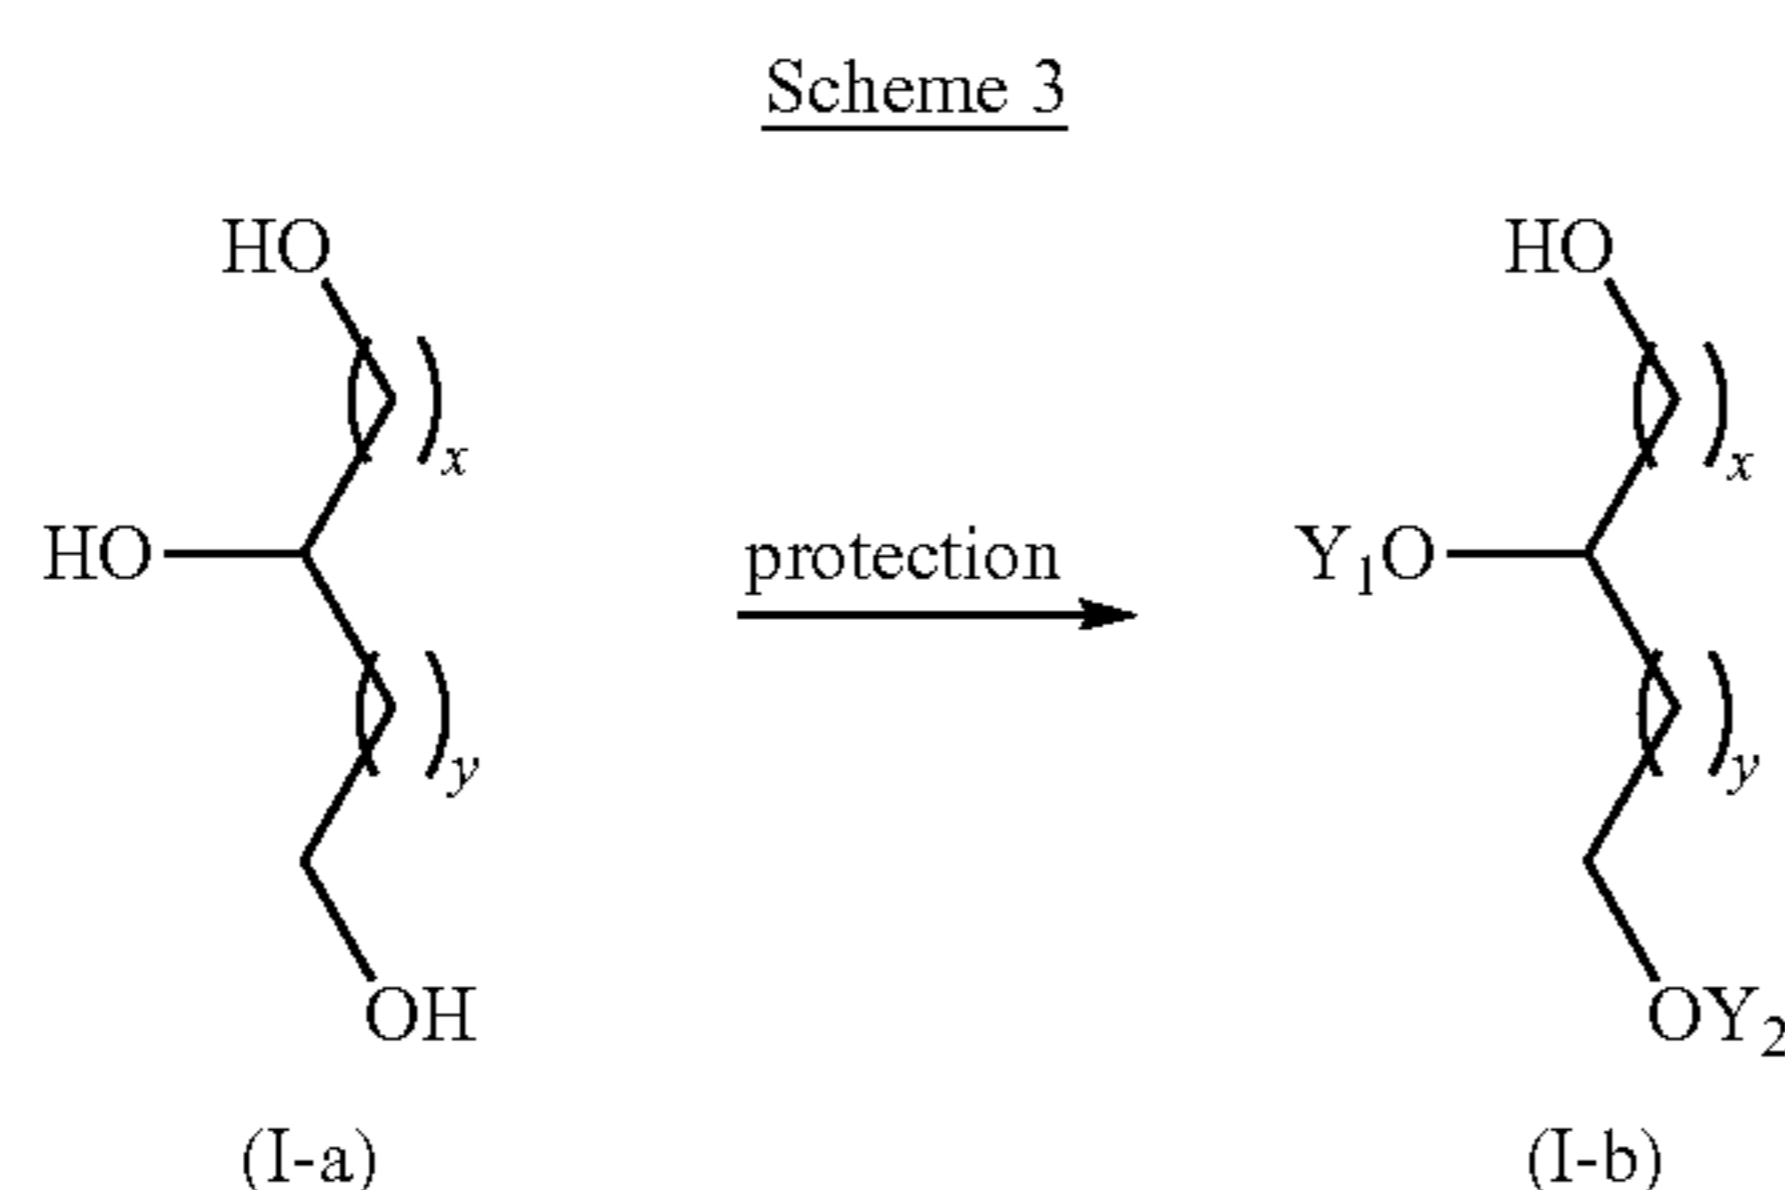 Scheme 3
HO
HO
x
x
HO
Y₁O
protection
y
y
OH
OY₂
(I-a)
(I-b)